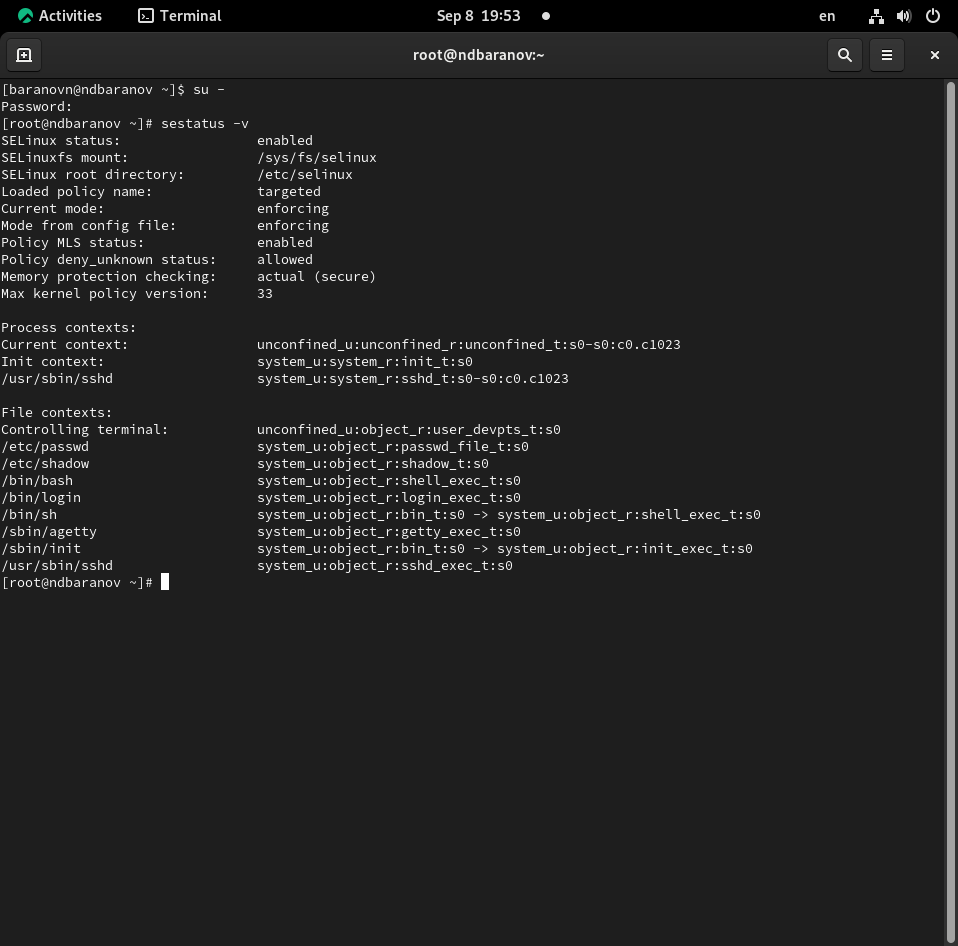 Activities Terminal Sep 8 19:53 en
root@ndbaranov:~
[baranovn@ndbaranov ~]$ su -
Password:
[root@ndbaranov ~]# sestatus -v
SELinux status: enabled
SELinuxfs mount: /sys/fs/selinux
SELinux root directory: /etc/selinux
Loaded policy name: targeted
Current mode: enforcing
Mode from config file: enforcing
Policy MLS status: enabled
Policy deny_unknown status: allowed
Memory protection checking: actual (secure)
Max kernel policy version: 33
Process contexts:
Current context: unconfined_u:unconfined_r:unconfined_t:s0-s0:c0.c1023
Init context: system_u:system_r:init_t:s0
/usr/sbin/sshd system_u:system_r:sshd_t:s0-s0:c0.c1023
File contexts:
Controlling terminal: unconfined_u:object_r:user_devpts_t:s0
/etc/passwd system_u:object_r:passwd_file_t:s0
/etc/shadow system_u:object_r:shadow_t:s0
/bin/bash system_u:object_r:shell_exec_t:s0
/bin/login system_u:object_r:login_exec_t:s0
/bin/sh system_u:object_r:bin_t:s0 -> system_u:object_r:shell_exec_t:s0
/sbin/agetty system_u:object_r:getty_exec_t:s0
/sbin/init system_u:object_r:bin_t:s0 -> system_u:object_r:init_exec_t:s0
/usr/sbin/sshd system_u:object_r:sshd_exec_t:s0
[root@ndbaranov ~]#